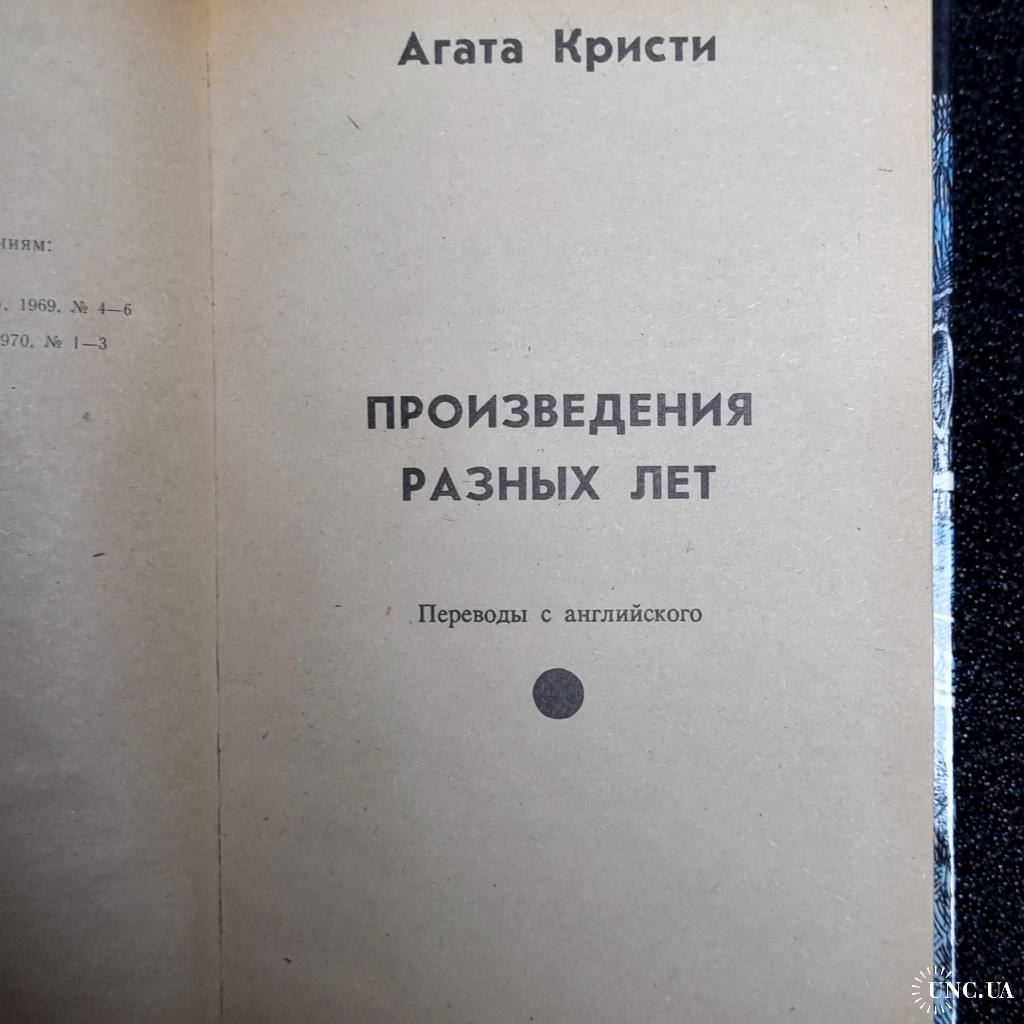 ниям:
1969, № 4—6
970, № 1—3
Агата Кристи
ПРОИЗВЕДЕНИЯ
РАЗНЫХ ЛЕТ
Переводы с английского
UNC.UA